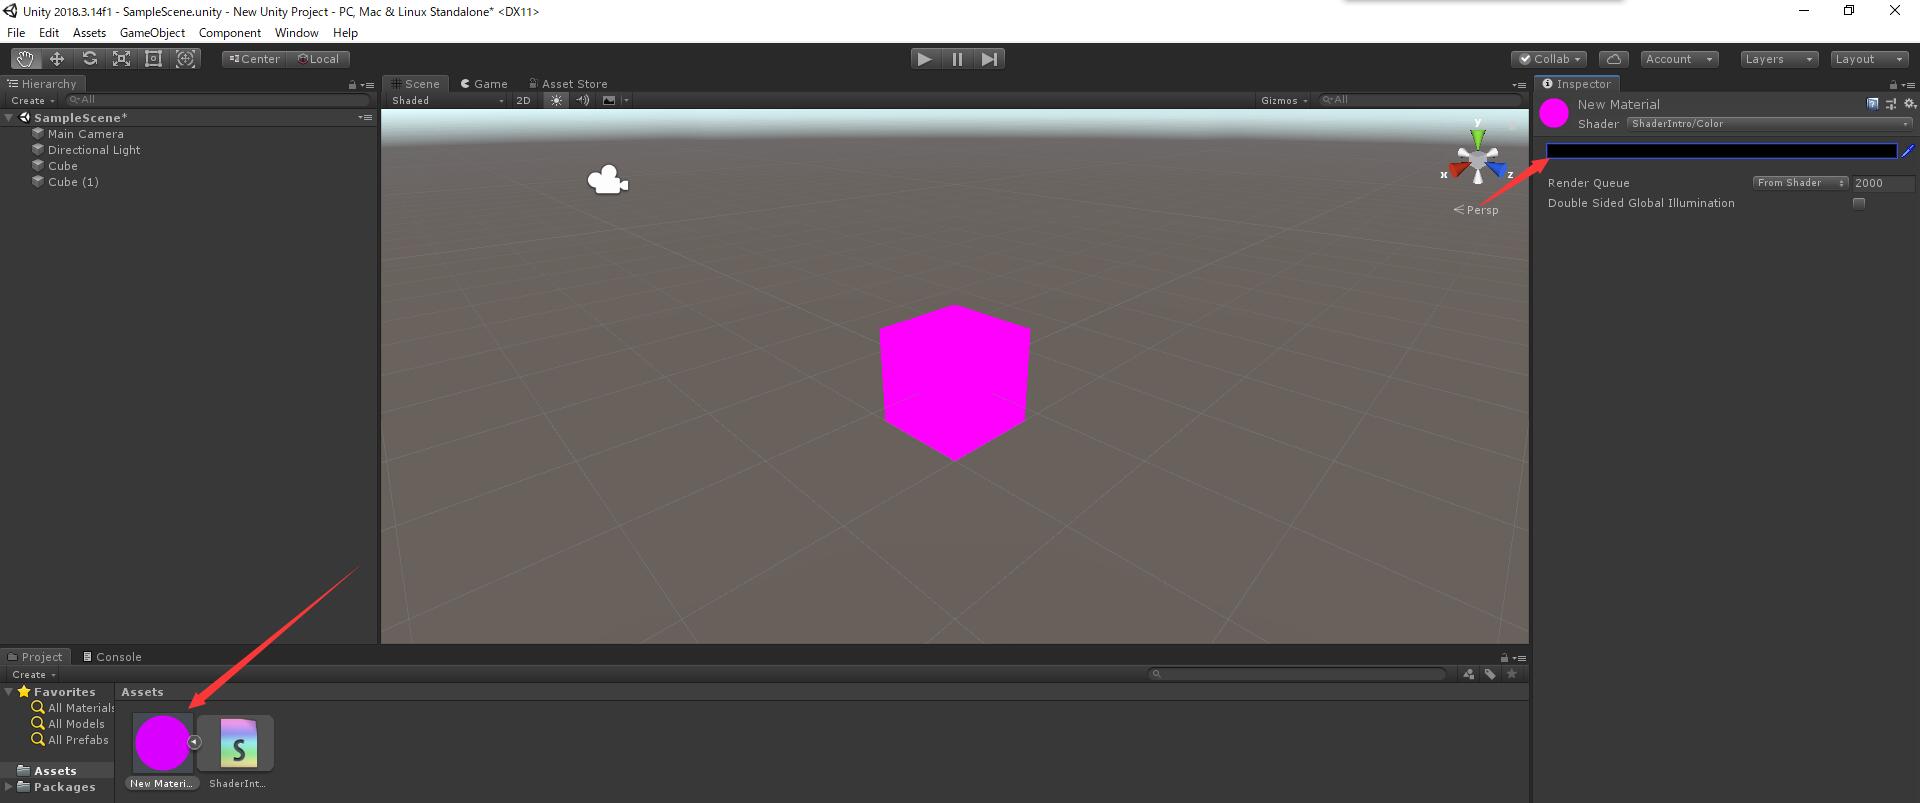 Unity 2018.3.14f1 - SampleScene.unity - New Unity Project - PC, Mac & Linux Standalone* <DX11>
File Edit Assets GameObject Component Window Help
Center Local Collab Account Layers Layout
Hierarchy
Create All
SampleScene*
Main Camera
Directional Light
Cube
Cube (1)
Scene Game Asset Store
Shaded 2D Gizmos All
y
x z
Persp
Inspector
New Material
Shader ShaderIntro/Color
Render Queue From Shader 2000
Double Sided Global Illumination
Project Console
Create
Favorites
All Materials
All Models
All Prefabs
Assets
Packages
Assets
S
New Materi... ShaderInt...